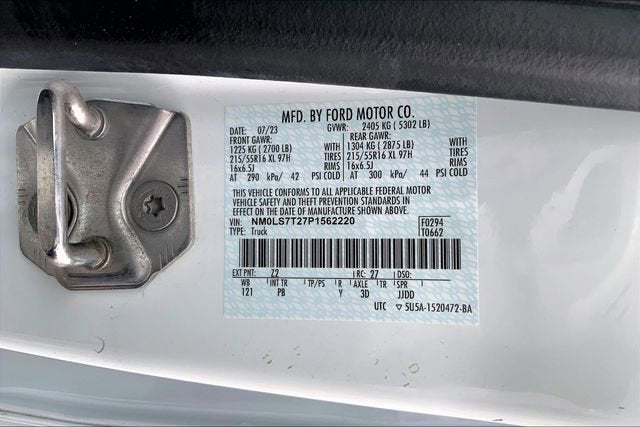 MFD. BY FORD MOTOR CO.
DATE: 07/23 GVWR: 2405 KG ( 5302 LB)
FRONT GAWR: REAR GAWR:
1225 KG ( 2700 LB) WITH 1304 KG ( 2875 LB) WITH
215/55R16 XL 97H TIRES 215/55R16 XL 97H TIRES
16x6.5J RIMS 16x6.5J RIMS
AT 290 kPa/ 42 PSI COLD AT 300 kPa/ 44 PSI COLD
THIS VEHICLE CONFORMS TO ALL APPLICABLE FEDERAL MOTOR
VEHICLE SAFETY AND THEFT PREVENTION STANDARDS IN
EFFECT ON THE DATE OF MANUFACTURE SHOWN ABOVE.
VIN: NM0LS7T27P1562220 F0294
TYPE: Truck T0662
EXT PNT: Z2 RC: 27 DSO:
WB INT TR TP/PS R AXLE TR SPR
121 PB Y 3D JJDD
UTC ▽ 5U5A-1520472-BA